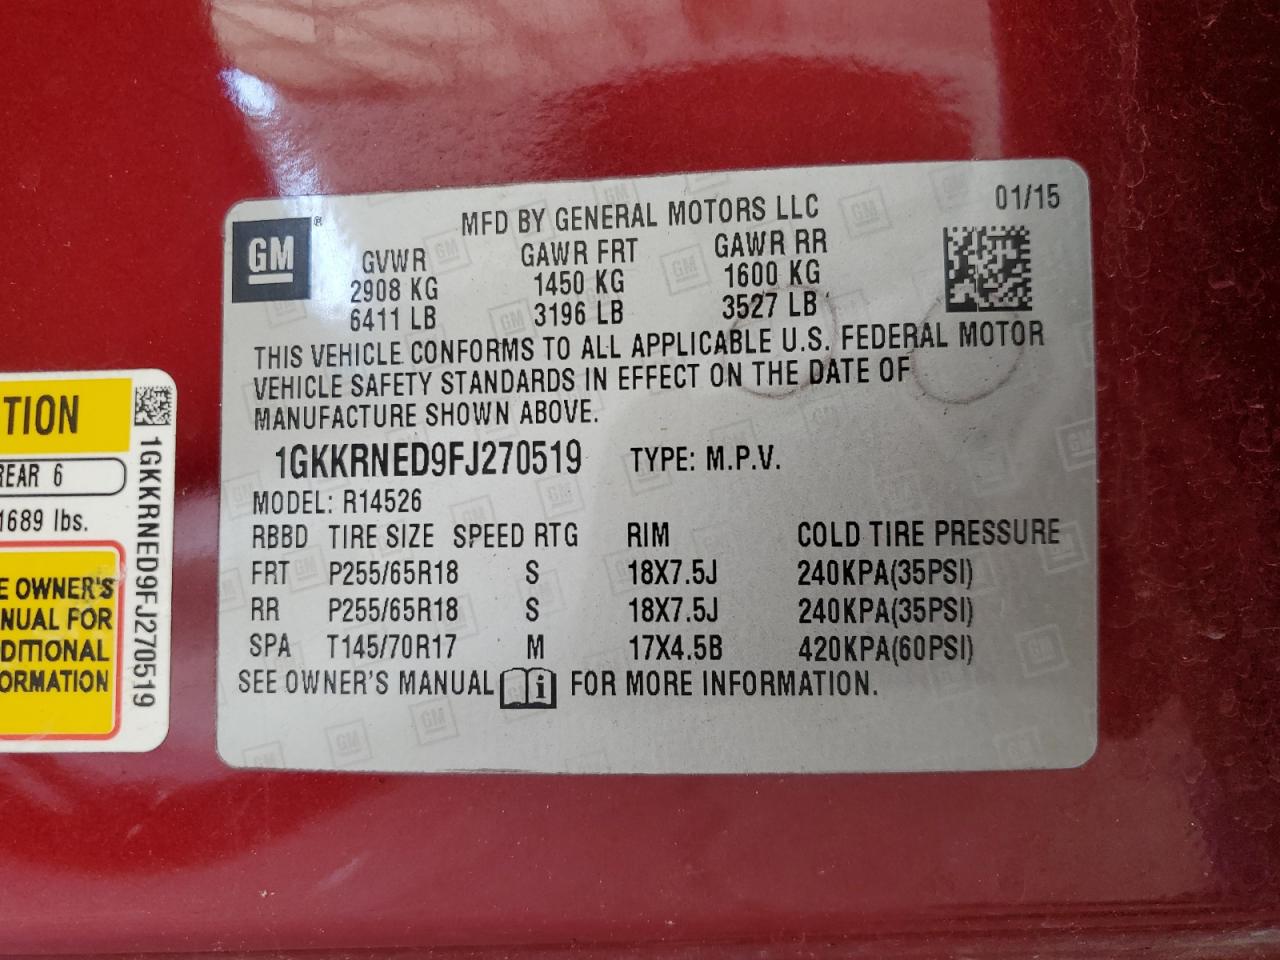 01/15
MFD BY GENERAL MOTORS LLC
GM®
GVWR GAWR FRT GAWR RR
2908 KG 1450 KG 1600 KG
6411 LB 3196 LB 3527 LB
THIS VEHICLE CONFORMS TO ALL APPLICABLE U.S. FEDERAL MOTOR
VEHICLE SAFETY STANDARDS IN EFFECT ON THE DATE OF
MANUFACTURE SHOWN ABOVE.
1GKKRNED9FJ270519 TYPE: M.P.V.
MODEL: R14526
RBBD TIRE SIZE SPEED RTG RIM COLD TIRE PRESSURE
FRT P255/65R18 S 18X7.5J 240KPA(35PSI)
RR P255/65R18 S 18X7.5J 240KPA(35PSI)
SPA T145/70R17 M 17X4.5B 420KPA(60PSI)
SEE OWNER'S MANUAL i FOR MORE INFORMATION.
TION
REAR 6
1689 lbs.
E OWNER'S
NUAL FOR
DITIONAL
ORMATION
1GKKRNED9FJ270519